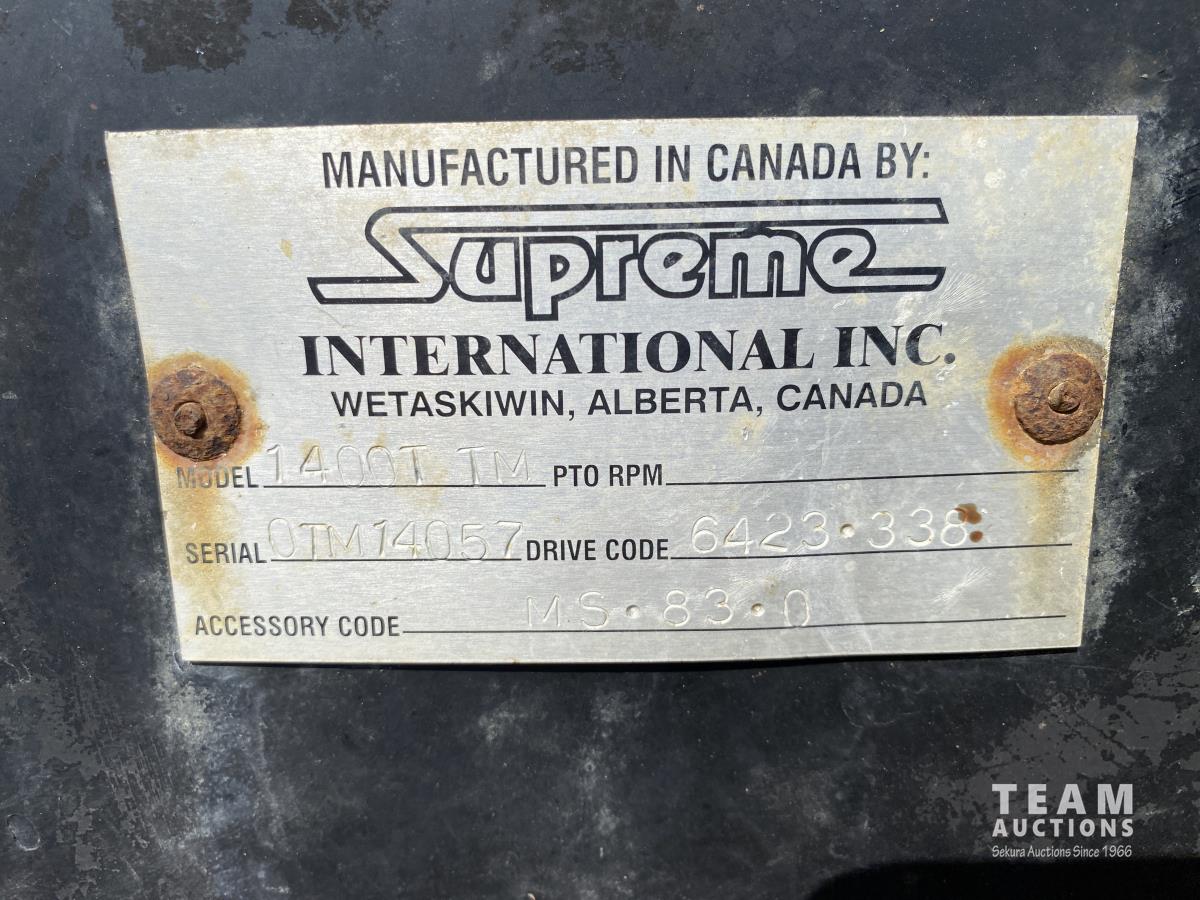 MANUFACTURED IN CANADA BY:
Supreme
INTERNATIONAL INC.
WETASKIWIN, ALBERTA, CANADA
MODEL 1400T TM PTO RPM
SERIAL OTM14057 DRIVE CODE 6423•338
ACCESSORY CODE MS•83•0
TEAM
AUCTIONS
Sekura Auctions Since 1966